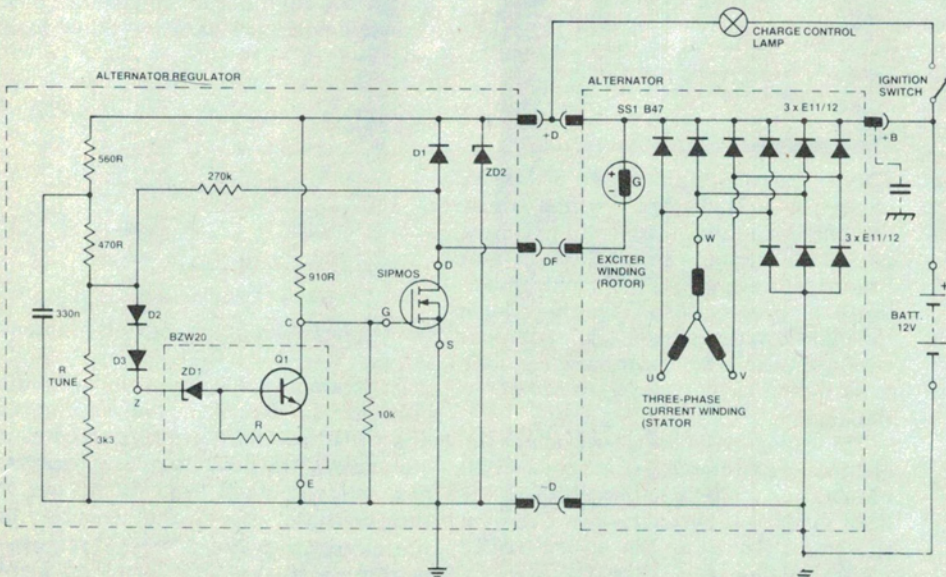 CHARGE CONTROL
LAMP
ALTERNATOR REGULATOR
ALTERNATOR
IGNITION
SWITCH
SS1 B47
3 x E11/12
+D
+B
560R
D1
ZD2
270k
+
-
G
470R
910R
W
D
DF
EXCITER
WINDING
(ROTOR)
3 x E11/12
SIPMOS
330n
D2
C
G
+
BATT.
12V
BZW20
D3
ZD1
Q1
S
R
TUNE
Z
U
V
THREE-PHASE
CURRENT WINDING
(STATOR
3k3
R
10k
E
–D